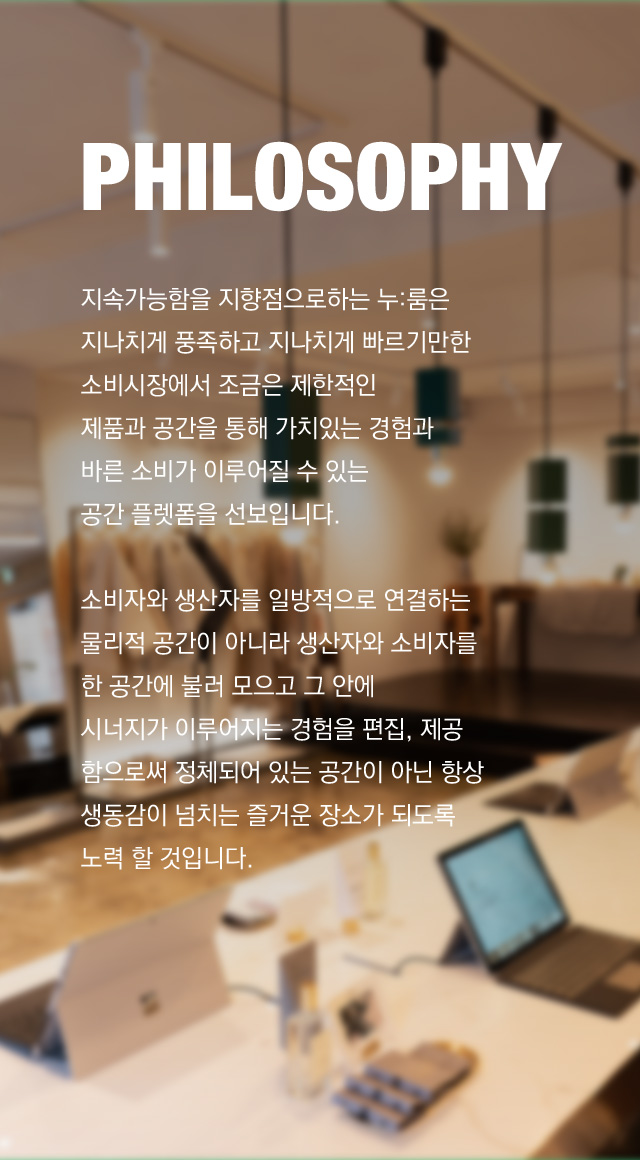 PHILOSOPHY
지속가능함을 지향점으로하는 누:룸은
지나치게 풍족하고 지나치게 빠르기만한
소비시장에서 조금은 제한적인
제품과 공간을 통해 가치있는 경험과
바른 소비가 이루어질 수 있는
공간 플렛폼을 선보입니다.
소비자와 생산자를 일방적으로 연결하는
물리적 공간이 아니라 생산자와 소비자를
한 공간에 불러 모으고 그 안에
시너지가 이루어지는 경험을 편집, 제공
함으로써 정체되어 있는 공간이 아닌 항상
생동감이 넘치는 즐거운 장소가 되도록
노력 할 것입니다.